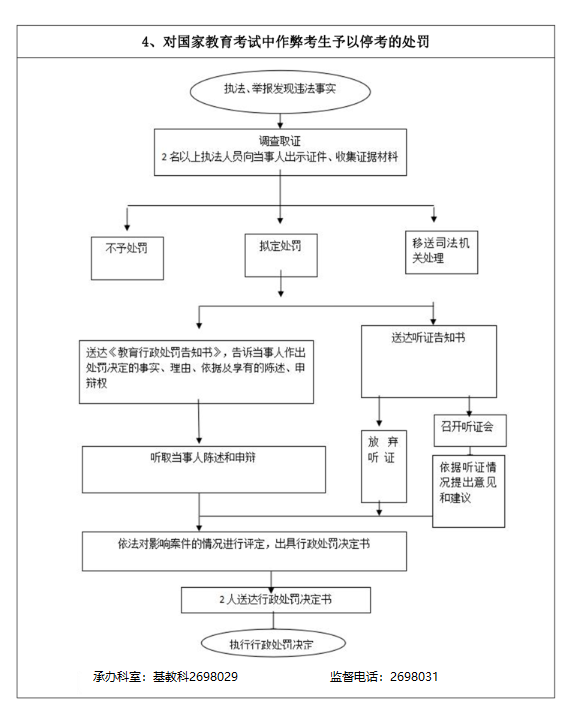 4、对国家教育考试中作弊考生予以停考的处罚
执法、举报发现违法事实
调查取证
2 名以上执法人员向当事人出示证件、收集证据材料
不予处罚
拟定处罚
移送司法机
关处理
送达《教育行政处罚告知书》，告诉当事人作出
处罚决定的事实、理由、依据及享有的陈述、申
辩权
送达听证告知书
听取当事人陈述和申辩
放 弃
听 证
召开听证会
依据听证情
况提出意见
和建议
依法对影响案件的情况进行评定，出具行政处罚决定书
2 人送达行政处罚决定书
执行行政处罚决定
承办科室：基教科2698029
监督电话：2698031